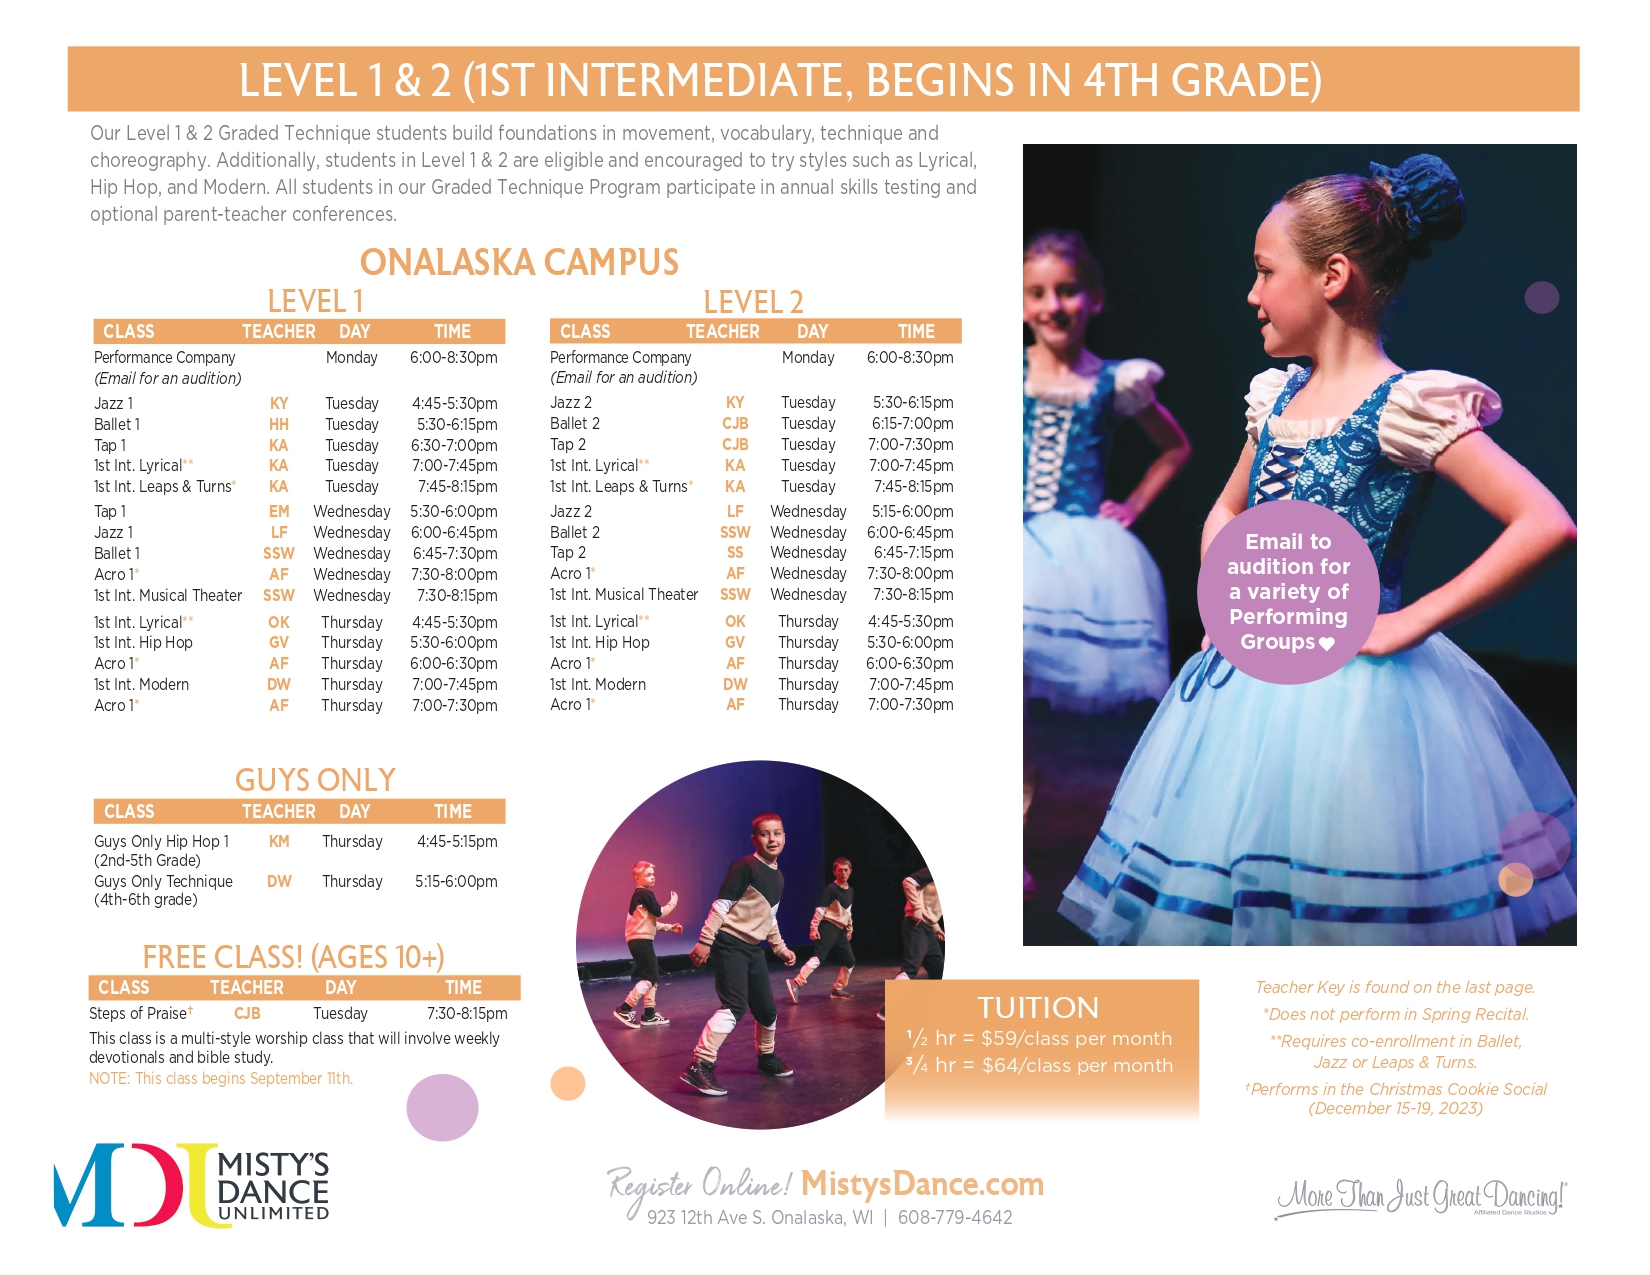 LEVEL 1 & 2 (1ST INTERMEDIATE, BEGINS IN 4TH GRADE)
Our Level 1 & 2 Graded Technique students build foundations in movement, vocabulary, technique and
choreography. Additionally, students in Level 1 & 2 are eligible and encouraged to try styles such as Lyrical,
Hip Hop, and Modern. All students in our Graded Technique Program participate in annual skills testing and
optional parent-teacher conferences.
ONALASKA CAMPUS
LEVEL 1
CLASS TEACHER DAY TIME
Performance Company Monday 6:00-8:30pm
(Email for an audition)
Jazz 1 KY Tuesday 4:45-5:30pm
Ballet 1 HH Tuesday 5:30-6:15pm
Tap 1 KA Tuesday 6:30-7:00pm
1st Int. Lyrical** KA Tuesday 7:00-7:45pm
1st Int. Leaps & Turns* KA Tuesday 7:45-8:15pm
Tap 1 EM Wednesday 5:30-6:00pm
Jazz 1 LF Wednesday 6:00-6:45pm
Ballet 1 SSW Wednesday 6:45-7:30pm
Acro 1* AF Wednesday 7:30-8:00pm
1st Int. Musical Theater SSW Wednesday 7:30-8:15pm
1st Int. Lyrical** OK Thursday 4:45-5:30pm
1st Int. Hip Hop GV Thursday 5:30-6:00pm
Acro 1* AF Thursday 6:00-6:30pm
1st Int. Modern DW Thursday 7:00-7:45pm
Acro 1* AF Thursday 7:00-7:30pm
LEVEL 2
CLASS TEACHER DAY TIME
Performance Company Monday 6:00-8:30pm
(Email for an audition)
Jazz 2 KY Tuesday 5:30-6:15pm
Ballet 2 CJB Tuesday 6:15-7:00pm
Tap 2 CJB Tuesday 7:00-7:30pm
1st Int. Lyrical** KA Tuesday 7:00-7:45pm
1st Int. Leaps & Turns* KA Tuesday 7:45-8:15pm
Jazz 2 LF Wednesday 5:15-6:00pm
Ballet 2 SSW Wednesday 6:00-6:45pm
Tap 2 SS Wednesday 6:45-7:15pm
Acro 1* AF Wednesday 7:30-8:00pm
1st Int. Musical Theater SSW Wednesday 7:30-8:15pm
1st Int. Lyrical** OK Thursday 4:45-5:30pm
1st Int. Hip Hop GV Thursday 5:30-6:00pm
Acro 1* AF Thursday 6:00-6:30pm
1st Int. Modern DW Thursday 7:00-7:45pm
Acro 1* AF Thursday 7:00-7:30pm
Email to
audition for
a variety of
Performing
Groups♥
GUYS ONLY
CLASS TEACHER DAY TIME
Guys Only Hip Hop 1 KM Thursday 4:45-5:15pm
(2nd-5th Grade)
Guys Only Technique DW Thursday 5:15-6:00pm
(4th-6th grade)
FREE CLASS! (AGES 10+)
CLASS TEACHER DAY TIME
Steps of Praise† CJB Tuesday 7:30-8:15pm
This class is a multi-style worship class that will involve weekly
devotionals and bible study.
NOTE: This class begins September 11th.
TUITION
1/2 hr = $59/class per month
3/4 hr = $64/class per month
Teacher Key is found on the last page.
*Does not perform in Spring Recital.
**Requires co-enrollment in Ballet,
Jazz or Leaps & Turns.
†Performs in the Christmas Cookie Social
(December 15-19, 2023)
MDU
MISTY'S
DANCE
UNLIMITED
Register Online! MistysDance.com
923 12th Ave S. Onalaska, WI | 608-779-4642
More Than Just Great Dancing!®
Affiliated Dance Studios